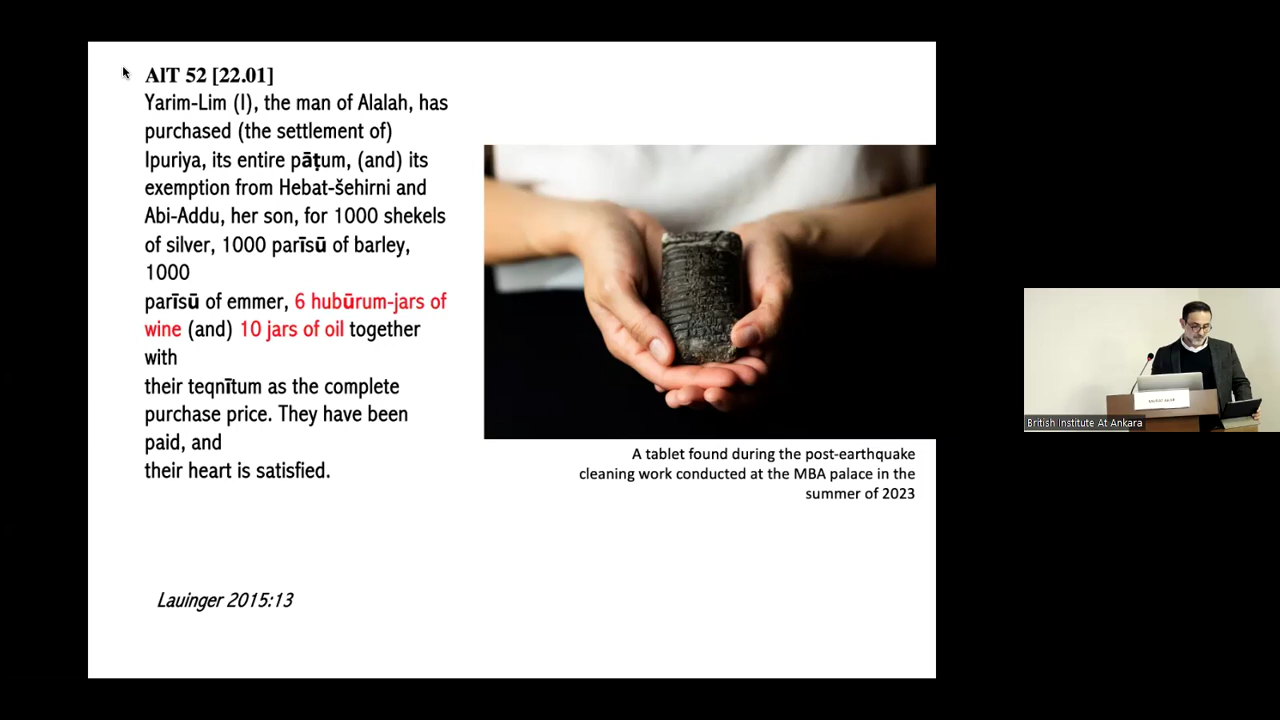 AlT 52 [22.01]
Yarim-Lim (I), the man of Alalah, has
purchased (the settlement of)
Ipuriya, its entire pāṭum, (and) its
exemption from Hebat-šehirni and
Abi-Addu, her son, for 1000 shekels
of silver, 1000 parīsū of barley,
1000
parīsū of emmer, 6 hubūrum-jars of
wine (and) 10 jars of oil together
with
their teqnītum as the complete
purchase price. They have been
paid, and
their heart is satisfied.
Lauinger 2015:13
A tablet found during the post-earthquake
cleaning work conducted at the MBA palace in the
summer of 2023
British Institute At Ankara